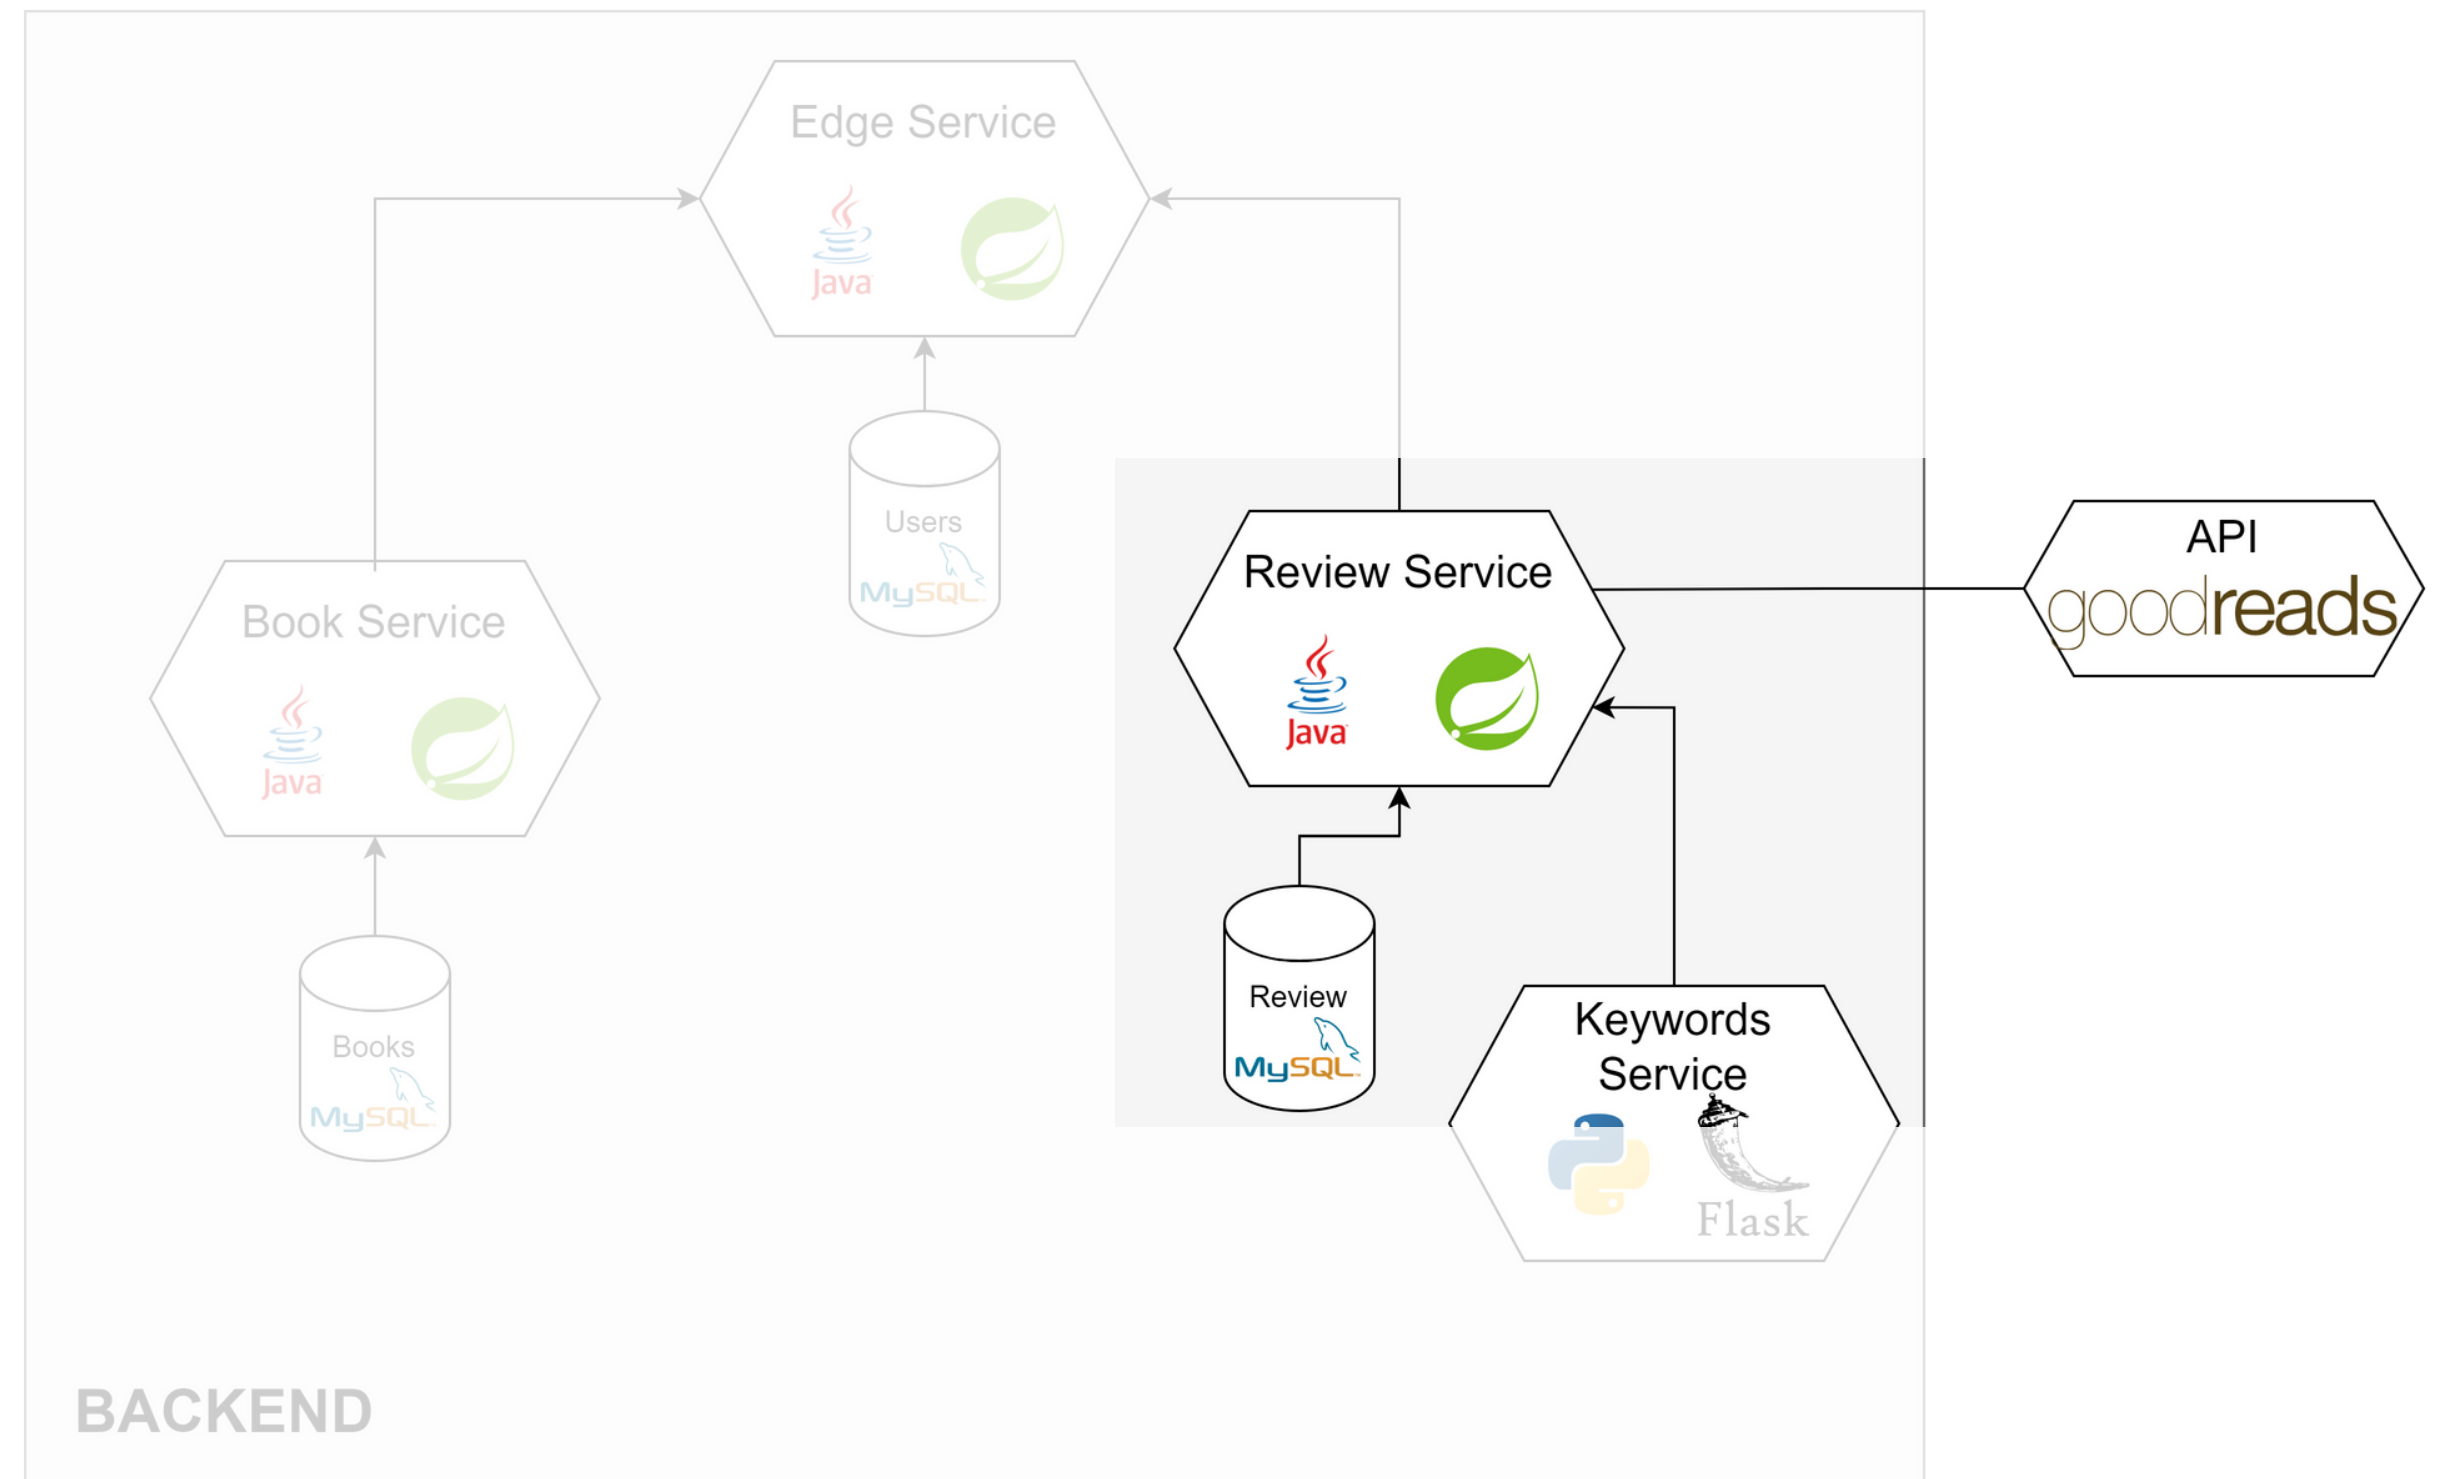 Edge Service
Java
Users
MySQL
Book Service
Java
Books
MySQL
Review Service
Java
API
goodreads
Review
MySQL
Keywords
Service
Flask
BACKEND